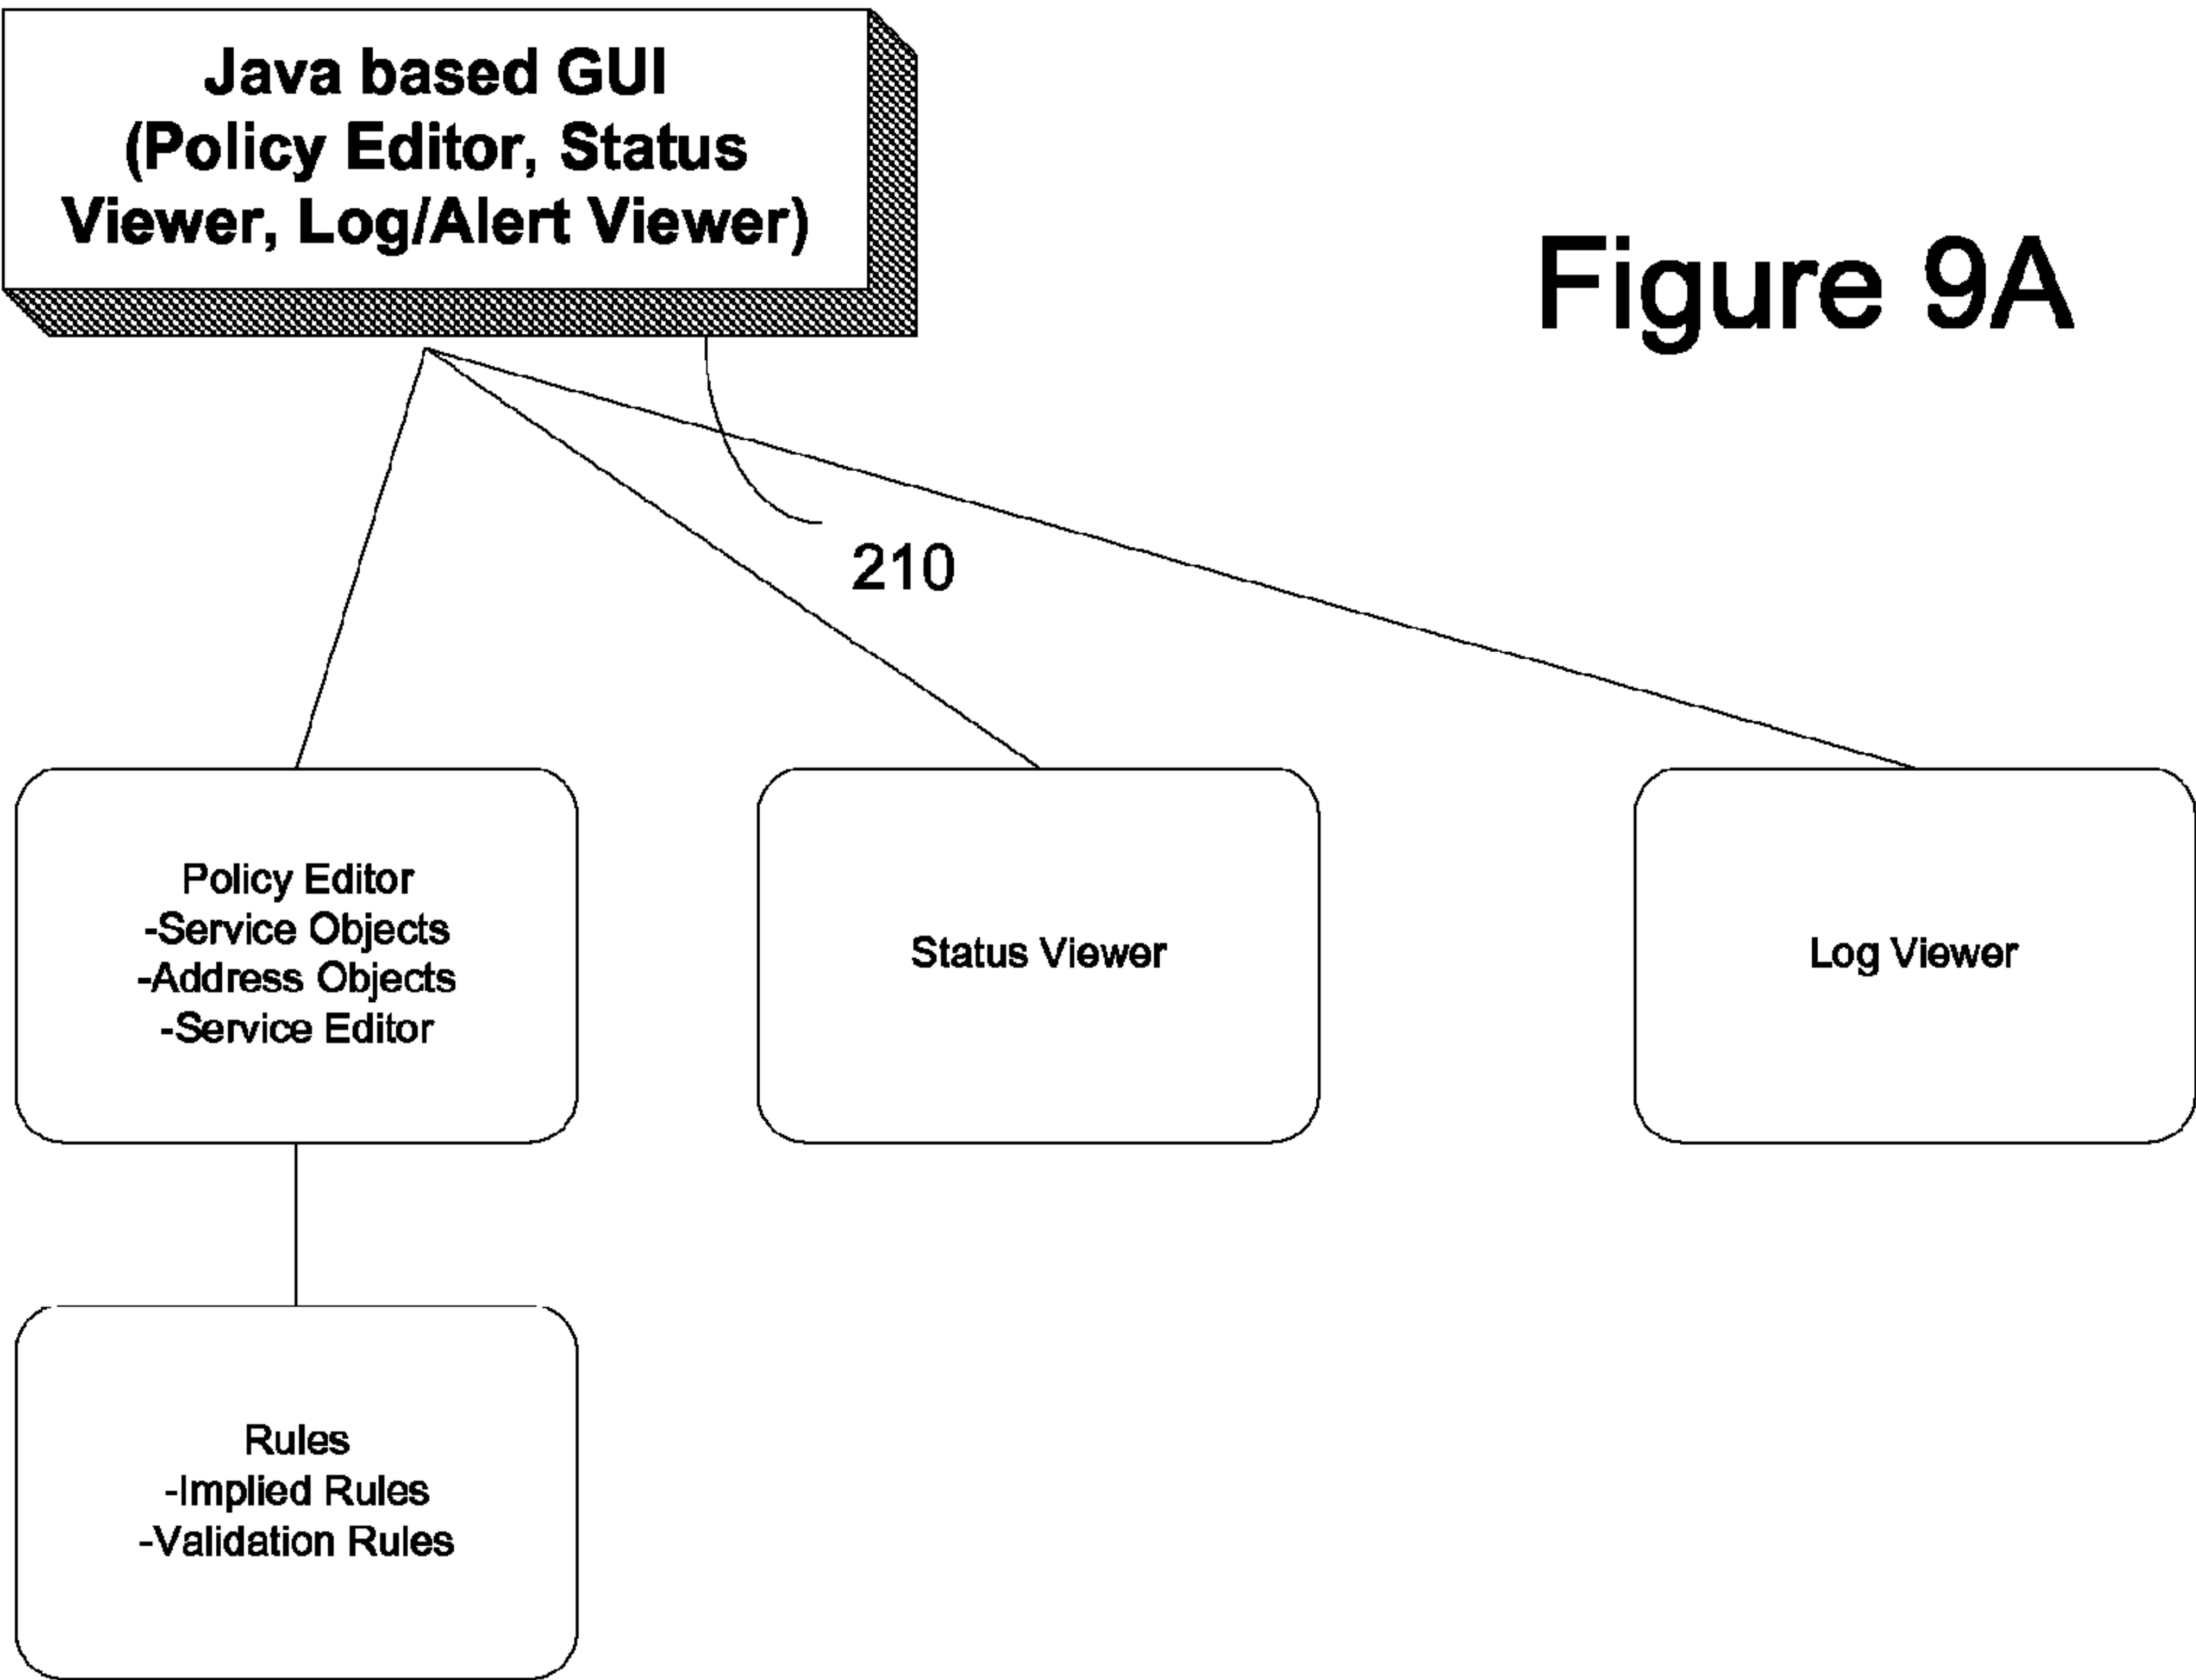 Java based GUI
(Policy Editor, Status
Viewer, Log/Alert Viewer)
Figure 9A
210
Policy Editor
-Service Objects
-Address Objects
-Service Editor
Status Viewer
Log Viewer
Rules
-Implied Rules
-Validation Rules